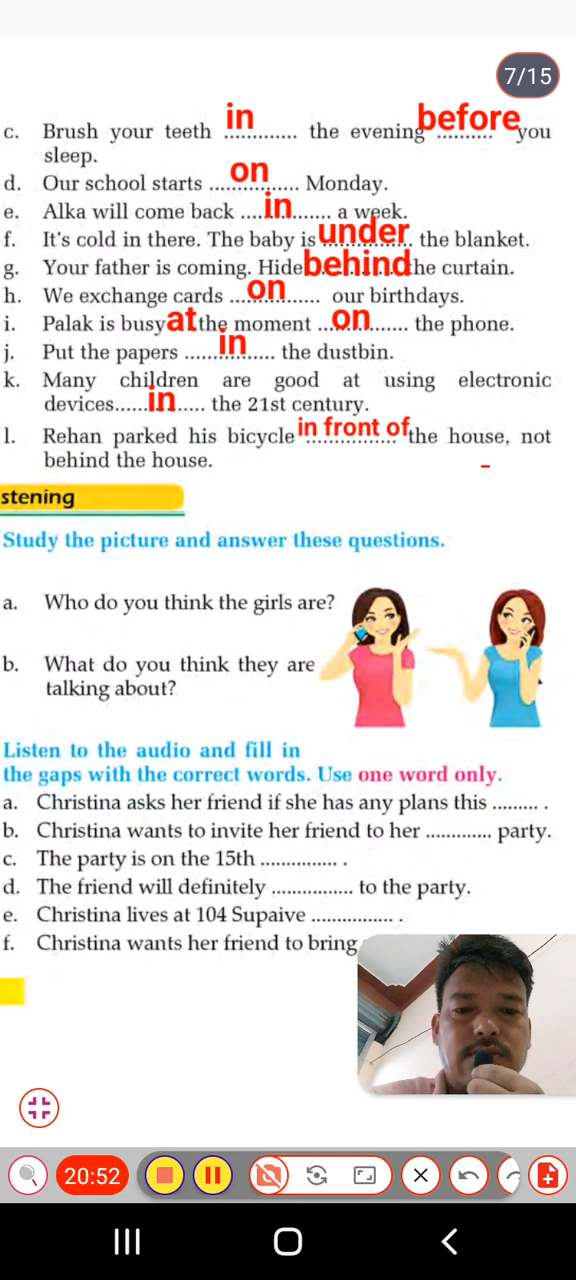 7/15
c. Brush your teeth in ............ the evening before .......... you
sleep.
d. Our school starts on ................ Monday.
e. Alka will come back ....in....... a week.
f. It's cold in there. The baby is under ............... the blanket.
g. Your father is coming. Hide behind the curtain.
h. We exchange cards ....on........... our birthdays.
i. Palak is busy at the moment ...on......... the phone.
j. Put the papers ......in.......... the dustbin.
k. Many children are good at using electronic
devices......in..... the 21st century.
l. Rehan parked his bicycle in front of ................ the house, not
behind the house.
stening
Study the picture and answer these questions.
a. Who do you think the girls are?
b. What do you think they are
talking about?
Listen to the audio and fill in
the gaps with the correct words. Use one word only.
a. Christina asks her friend if she has any plans this ......... .
b. Christina wants to invite her friend to her ............. party.
c. The party is on the 15th ............... .
d. The friend will definitely ................ to the party.
e. Christina lives at 104 Supaive ................ .
f. Christina wants her friend to bring
20:52